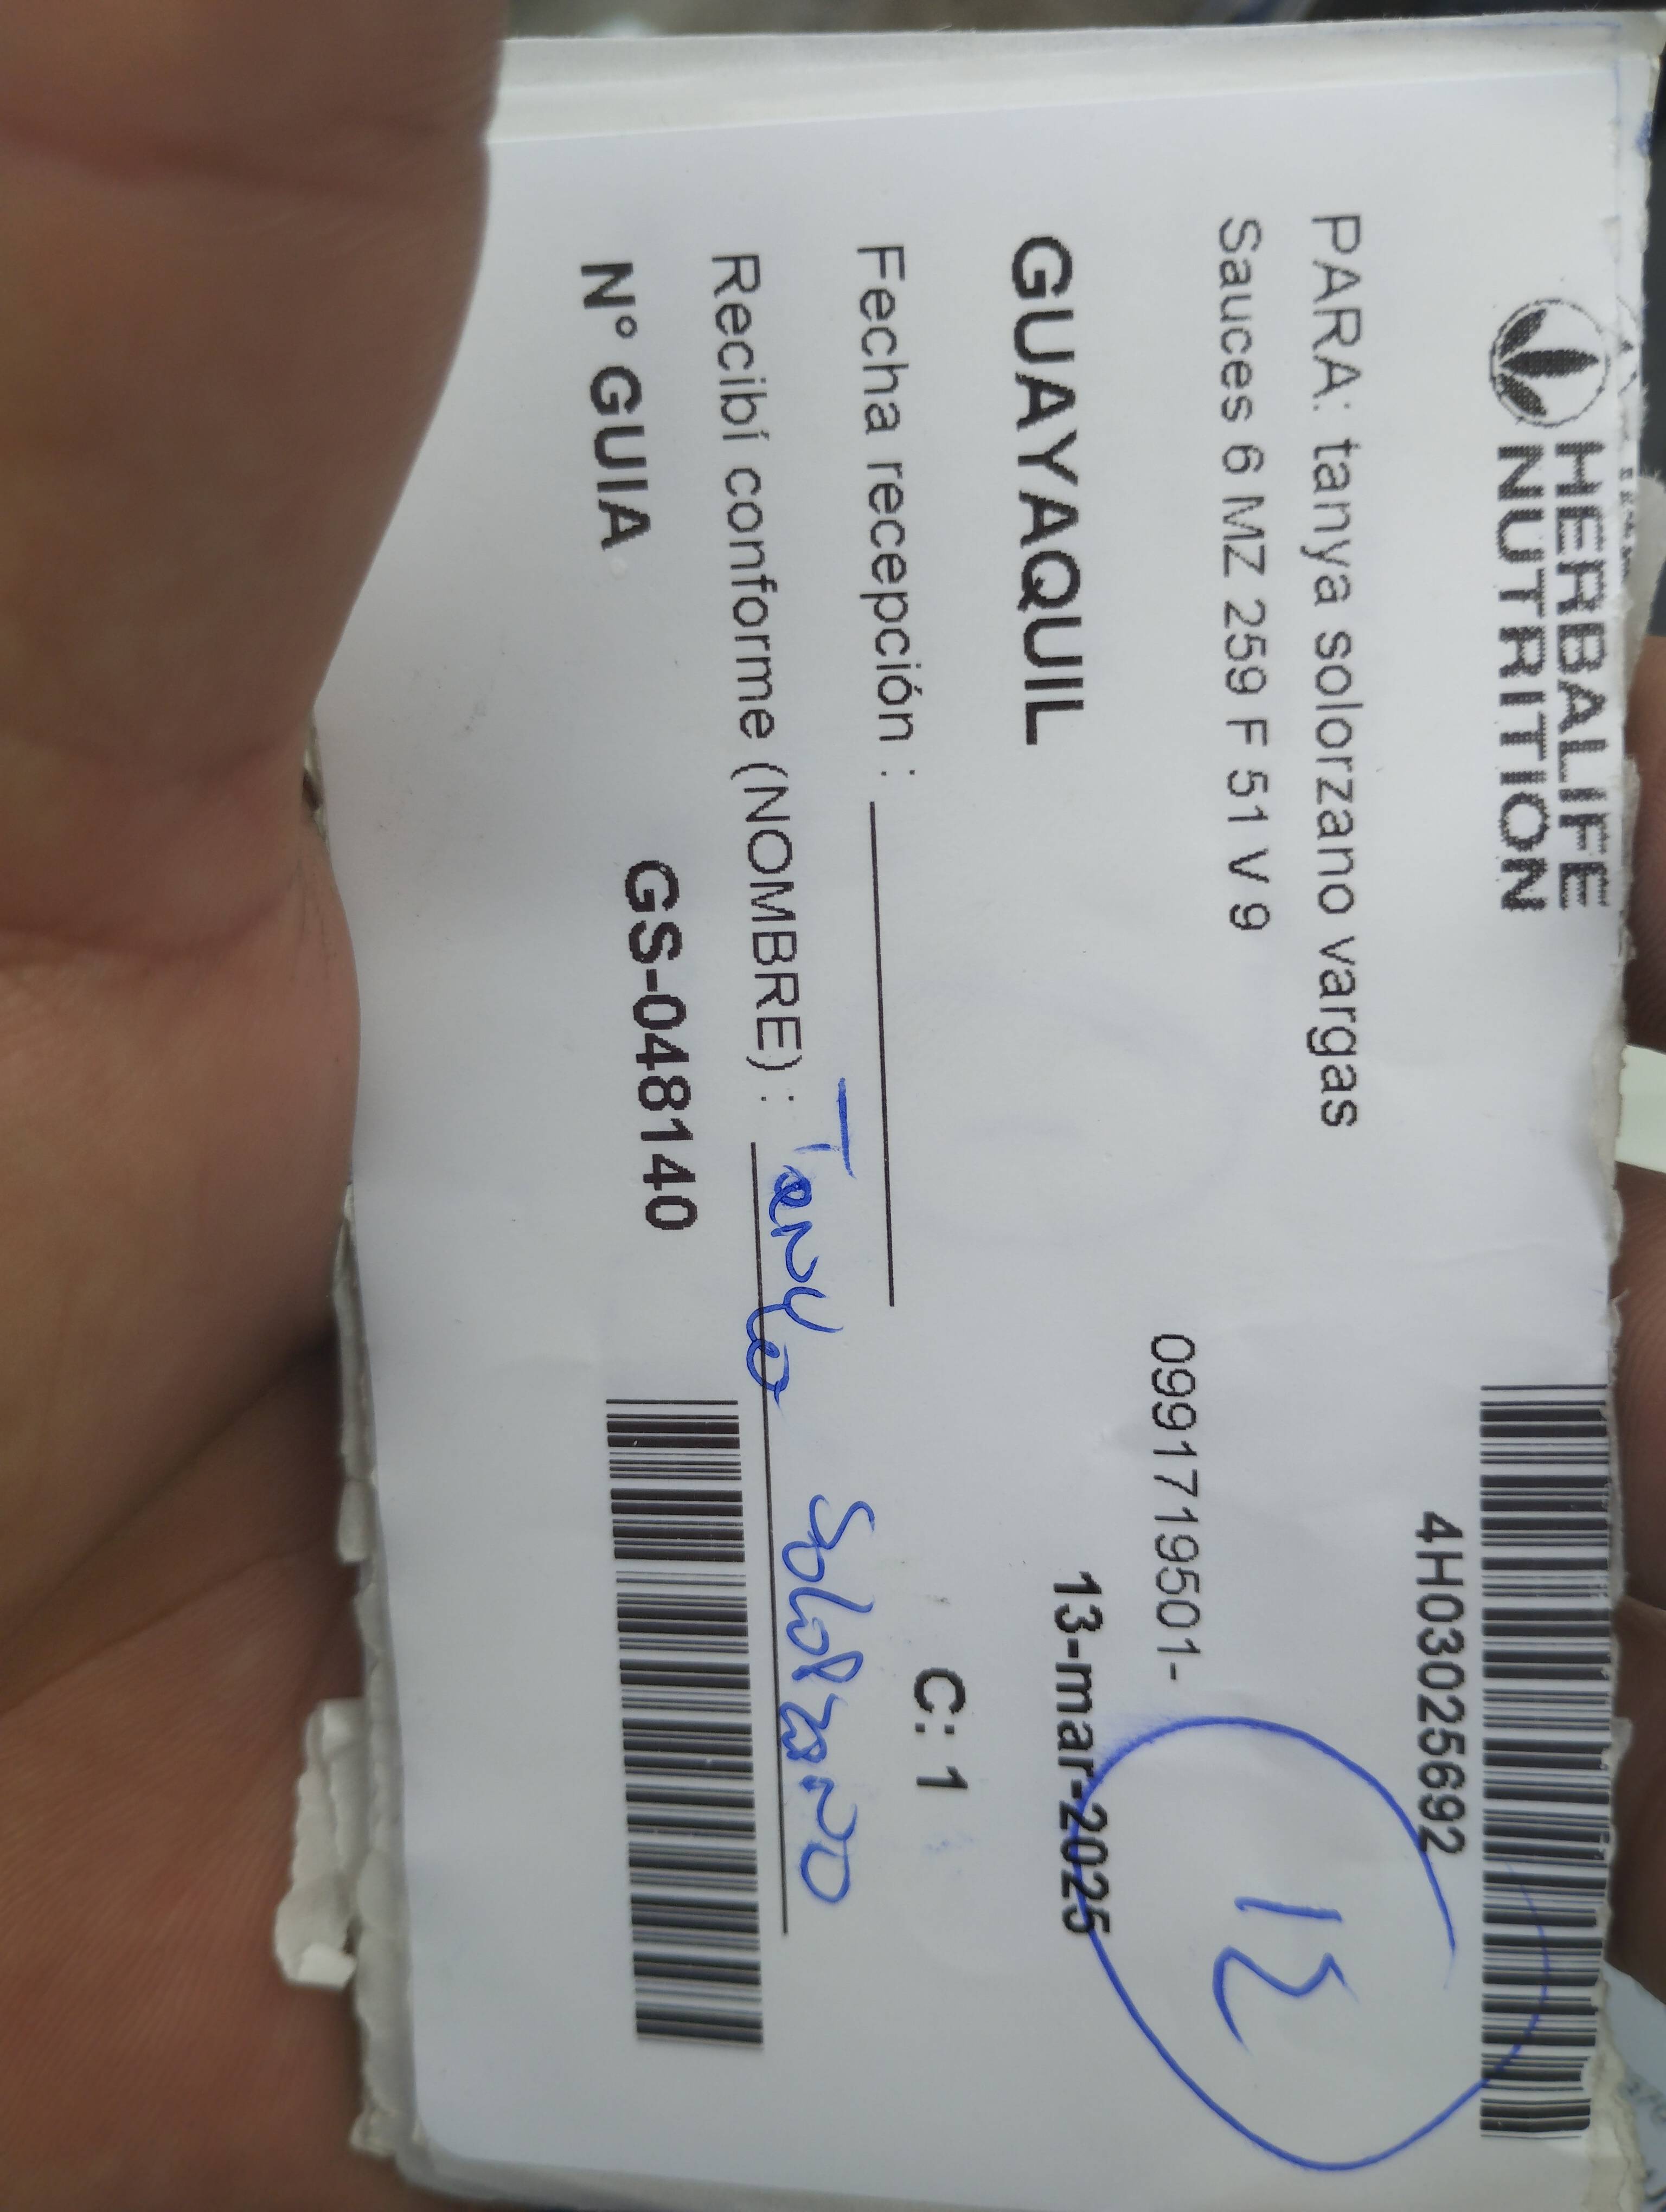 HERBALIFE
NUTRITION
4H03025692
PARA: tanya solorzano vargas
Sauces 6 MZ 259 F 51 V 9
0991719501-
13
GUAYAQUIL
13-mar-2025
Fecha recepción :
C: 1
Recibí conforme (NOMBRE) : Tanya Solorzano
N° GUIA GS-048140